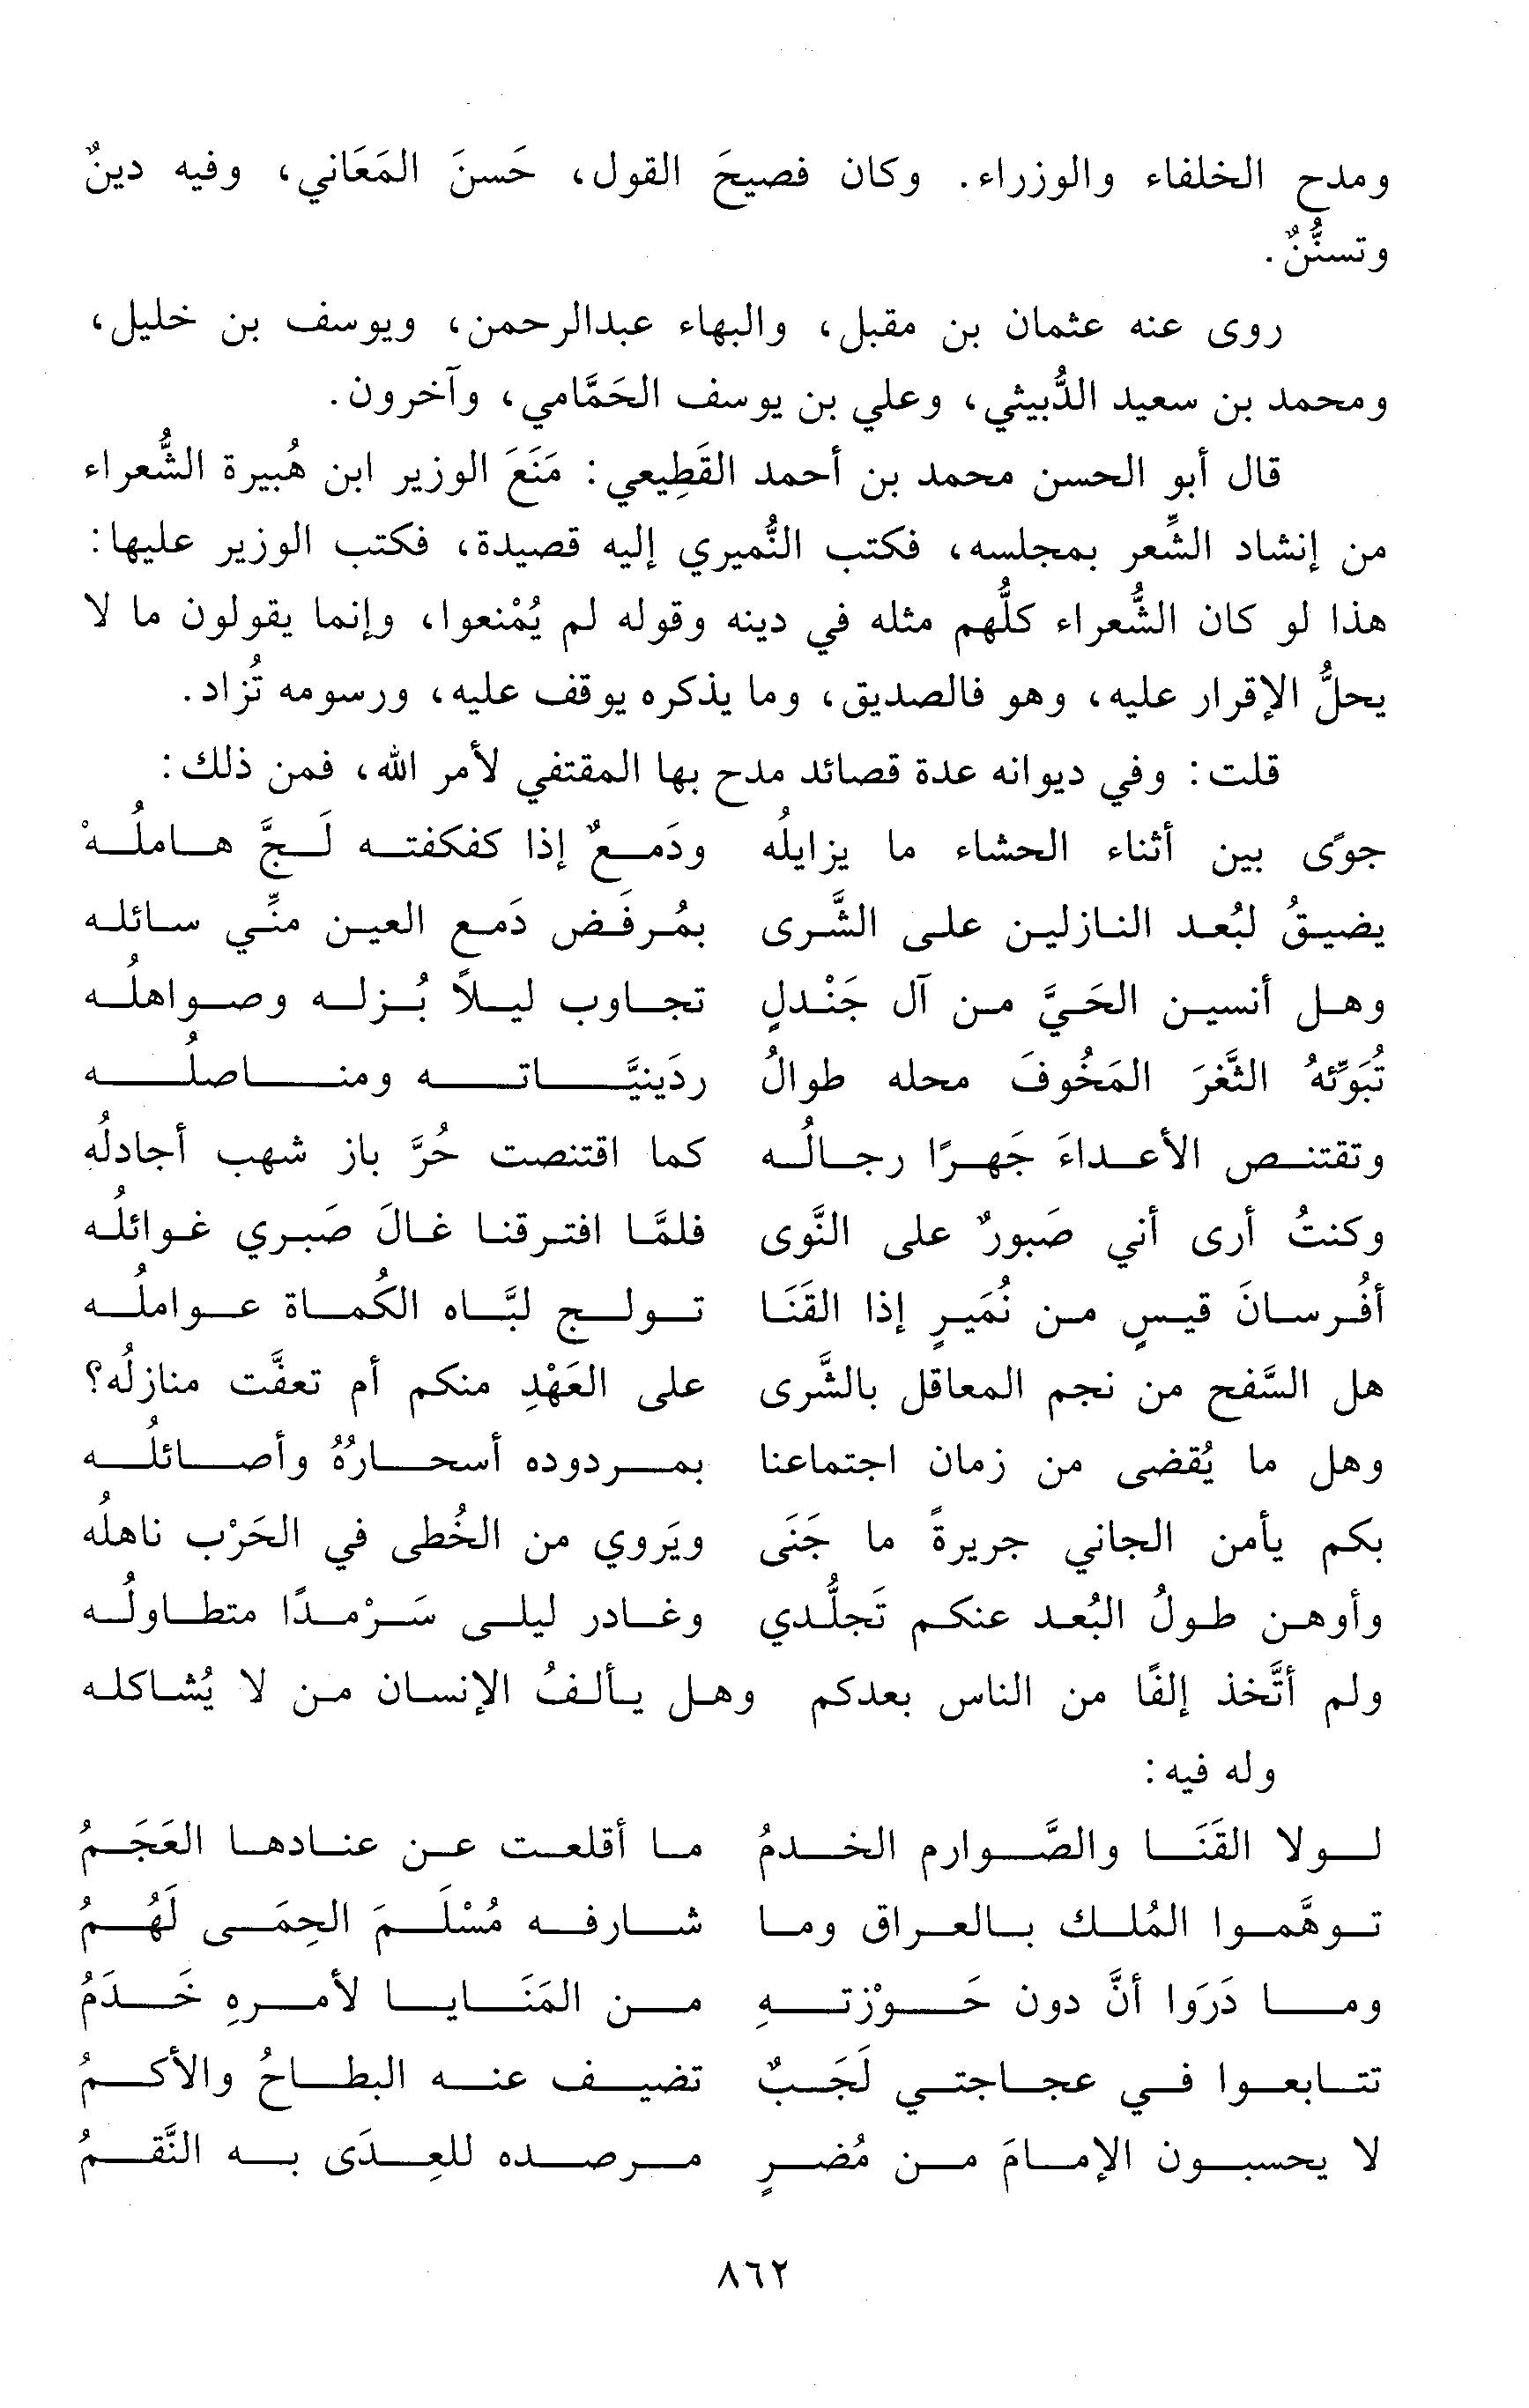 ومدح الخلفاء والوزراء. وكان فصيحَ القول، حَسنَ المَعَاني، وفيه دينٌ
وتسنُّنٌ.
روى عنه عثمان بن مقبل، والبهاء عبدالرحمن، ويوسف بن خليل،
ومحمد بن سعيد الدُّبيثي، وعلي بن يوسف الحَمَّامي، وآخرون.
قال أبو الحسن محمد بن أحمد القَطِيعي: مَنَعَ الوزير ابن هُبيرة الشُّعراء
من إنشاد الشِّعر بمجلسه، فكتب النُّميري إليه قصيدة، فكتب الوزير عليها:
هذا لو كان الشُّعراء كلُّهم مثله في دينه وقوله لم يُمْنعوا، وإنما يقولون ما لا
يحلُّ الإقرار عليه، وهو فالصديق، وما يذكره يوقف عليه، ورسومه تُزاد.
قلت: وفي ديوانه عدة قصائد مدح بها المقتفي لأمر الله، فمن ذلك:
جوًى بين أثناء الحشاء ما يزايلُه ودَمعٌ إذا كفكفته لَجَّ هاملُهْ
يضيقُ لبُعد النازلين على الشَّرى بمُرفَض دَمع العين منِّي سائله
وهل أنسين الحَيَّ من آل جَنْدلٍ تجاوب ليلاً بُزله وصواهلُه
تُبَوِّئهُ الثَّغرَ المَخُوفَ محله طوالُ ردَينيَّاته ومناصلُه
وتقتنص الأعداءَ جَهرًا رجالُه كما اقتنصت حُرَّ باز شهب أجادلُه
وكنتُ أرى أني صَبورٌ على النَّوى فلمَّا افترقنا غالَ صَبري غوائلُه
أفُرسانَ قيسٍ من نُمَيرٍ إذا القَنَا تولج لبَّاه الكُماة عواملُه
هل السَّفح من نجم المعاقل بالشَّرى على العَهْدِ منكم أم تعفَّت منازلُه؟
وهل ما يُقضى من زمان اجتماعنا بمردوده أسحارُهُ وأصائلُه
بكم يأمن الجاني جريرةً ما جَنَى ويَروي من الخُطى في الحَرْب ناهلُه
وأوهن طولُ البُعد عنكم تَجلُّدي وغادر ليلى سَرْمدًا متطاولُه
ولم أتَّخذ إلفًا من الناس بعدكم وهل يألفُ الإنسان من لا يُشاكله
وله فيه:
لولا القَنَا والصَّوارم الخدمُ ما أقلعت عن عنادها العَجَمُ
توهَّموا المُلك بالعراق وما شارفه مُسْلَمَ الحِمَى لَهُمُ
وما دَرَوا أنَّ دون حَوْزتهِ من المَنَايا لأمرهِ خَدَمُ
تتابعوا في عجاجتي لَجَبٌ تضيف عنه البطاحُ والأكمُ
لا يحسبون الإمامَ من مُضرٍ مرصده للعِدَى به النَّقمُ
٨٦٢